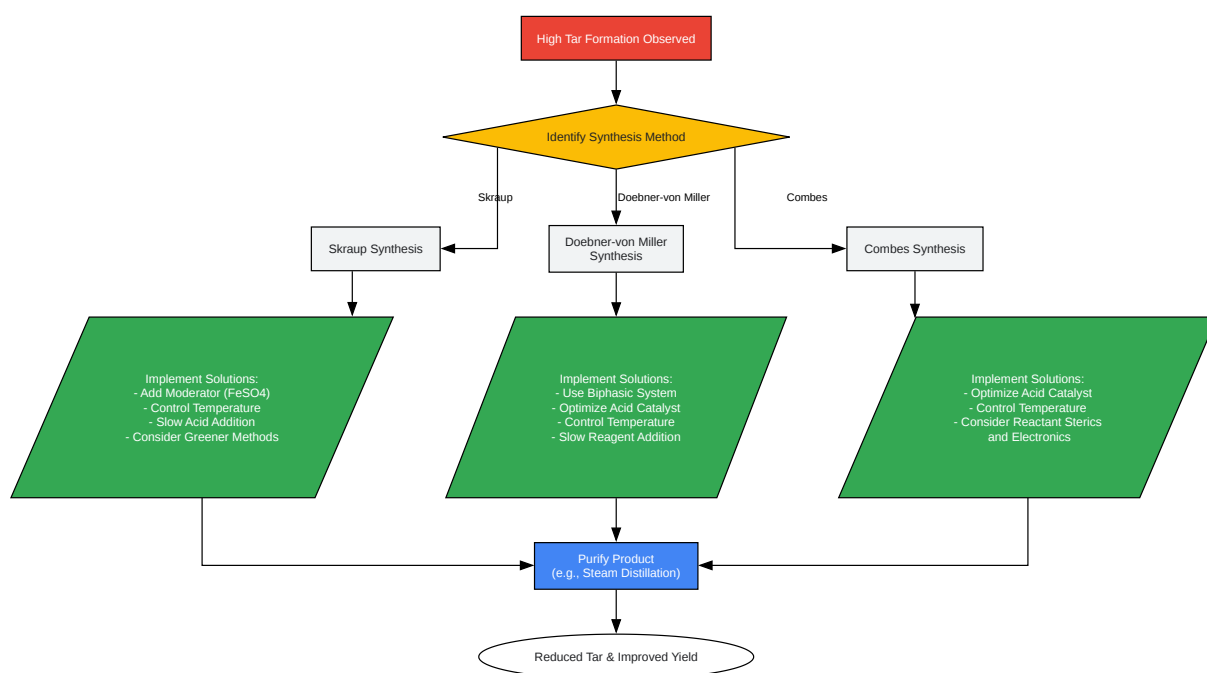 High Tar Formation Observed
Identify Synthesis Method
Skraup
Doebner-von Miller
Combes
Skraup Synthesis
Doebner-von Miller
Synthesis
Combes Synthesis
Implement Solutions:
- Add Moderator (FeSO4)
- Control Temperature
- Slow Acid Addition
- Consider Greener Methods
Implement Solutions:
- Use Biphasic System
- Optimize Acid Catalyst
- Control Temperature
- Slow Reagent Addition
Implement Solutions:
- Optimize Acid Catalyst
- Control Temperature
- Consider Reactant Sterics
and Electronics
Purify Product
(e.g., Steam Distillation)
Reduced Tar & Improved Yield